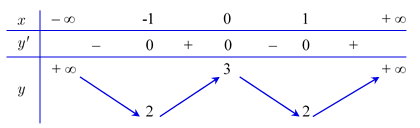 x − ∞ -1 0 1 + ∞
y′ − 0 + 0 − 0 +
+ ∞ 3 + ∞
y
2 2